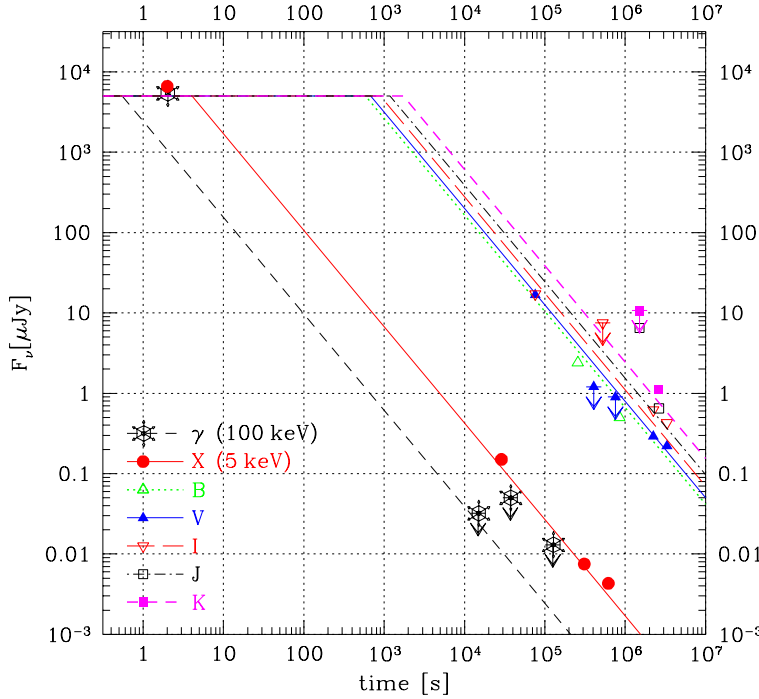 1 10 10² 10³ 10⁴ 10⁵ 10⁶ 10⁷
10⁴ 10⁴
10³ 10³
100 100
10 10
1 1
0.1 0.1
0.01 0.01
10⁻³ 10⁻³
F_ν[μJy]
γ (100 keV)
X (5 keV)
B
V
I
J
K
1 10 10² 10³ 10⁴ 10⁵ 10⁶ 10⁷
time [s]